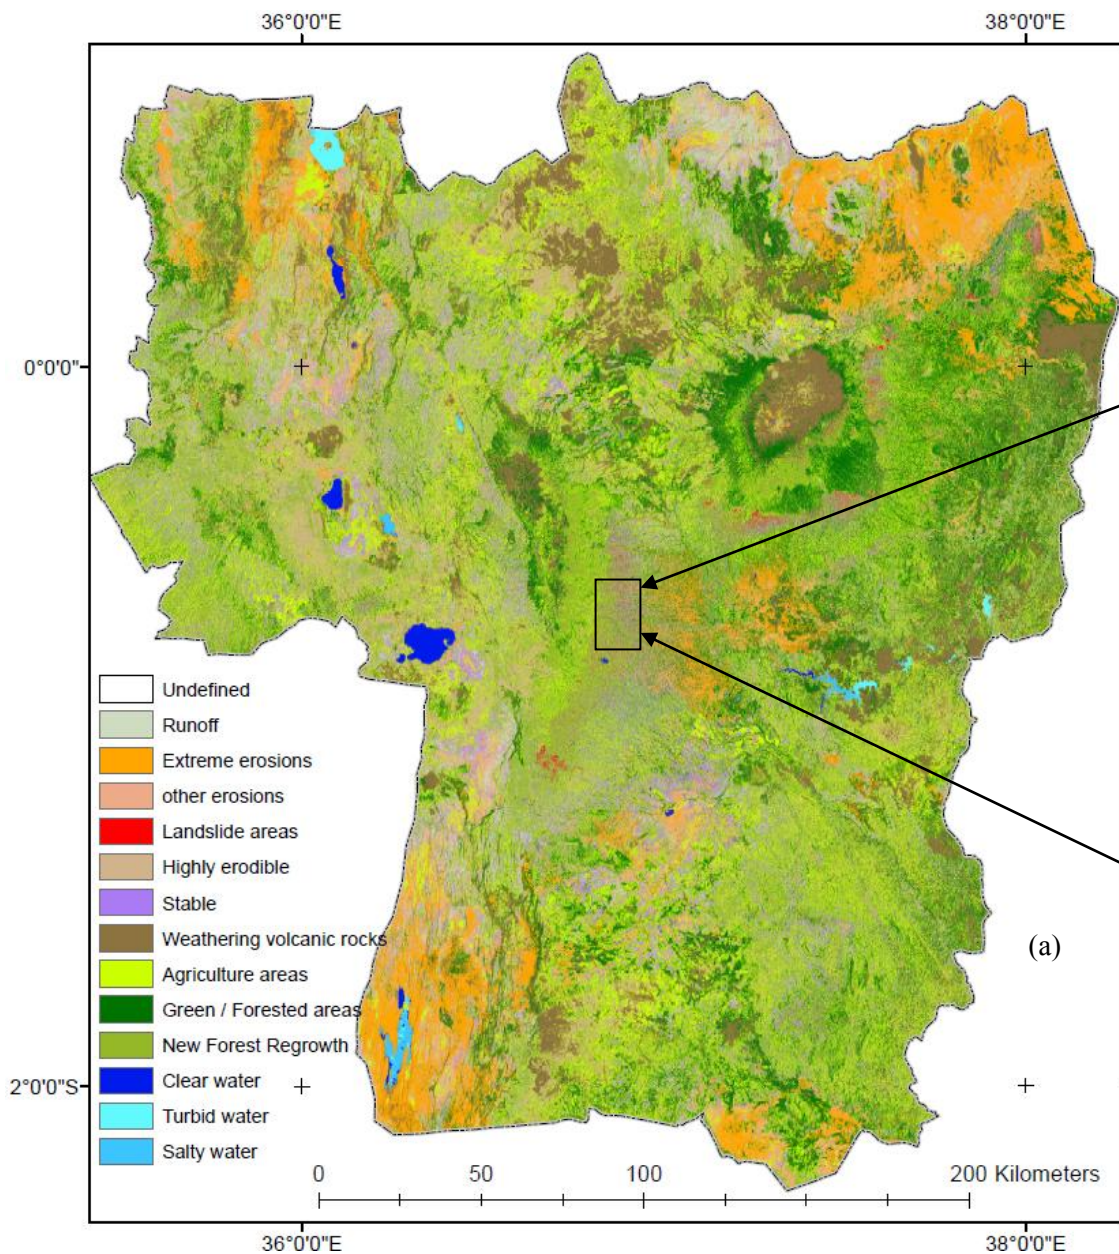 36°0'0"E 38°0'0"E
0°0'0"
Undefined
Runoff
Extreme erosions
other erosions
Landslide areas
Highly erodible
Stable
Weathering volcanic rocks
Agriculture areas
Green / Forested areas
New Forest Regrowth
Clear water
Turbid water
Salty water
(a)
2°0'0"S
0 50 100 200 Kilometers
36°0'0"E 38°0'0"E